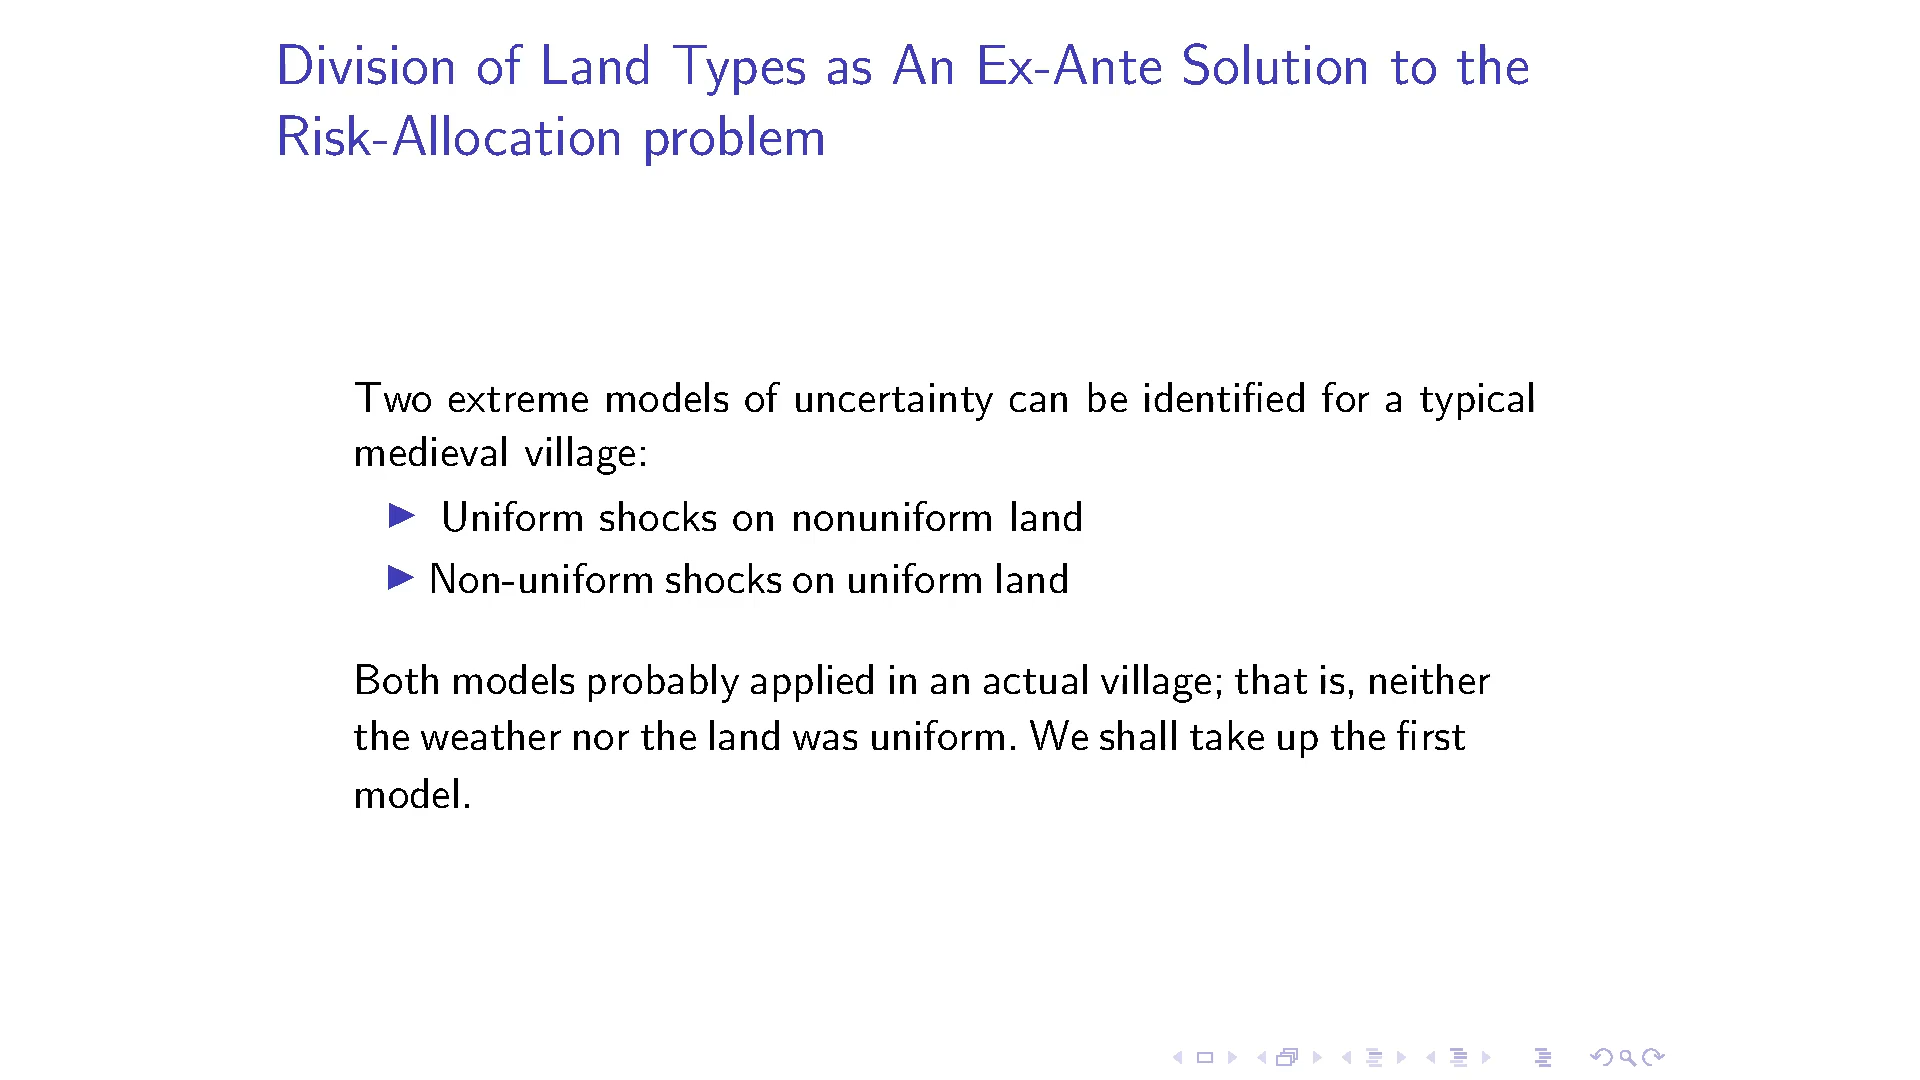 Division of Land Types as An Ex-Ante Solution to the
Risk-Allocation problem
Two extreme models of uncertainty can be identified for a typical
medieval village:
Uniform shocks on nonuniform land
Non-uniform shocks on uniform land
Both models probably applied in an actual village; that is, neither
the weather nor the land was uniform. We shall take up the first
model.